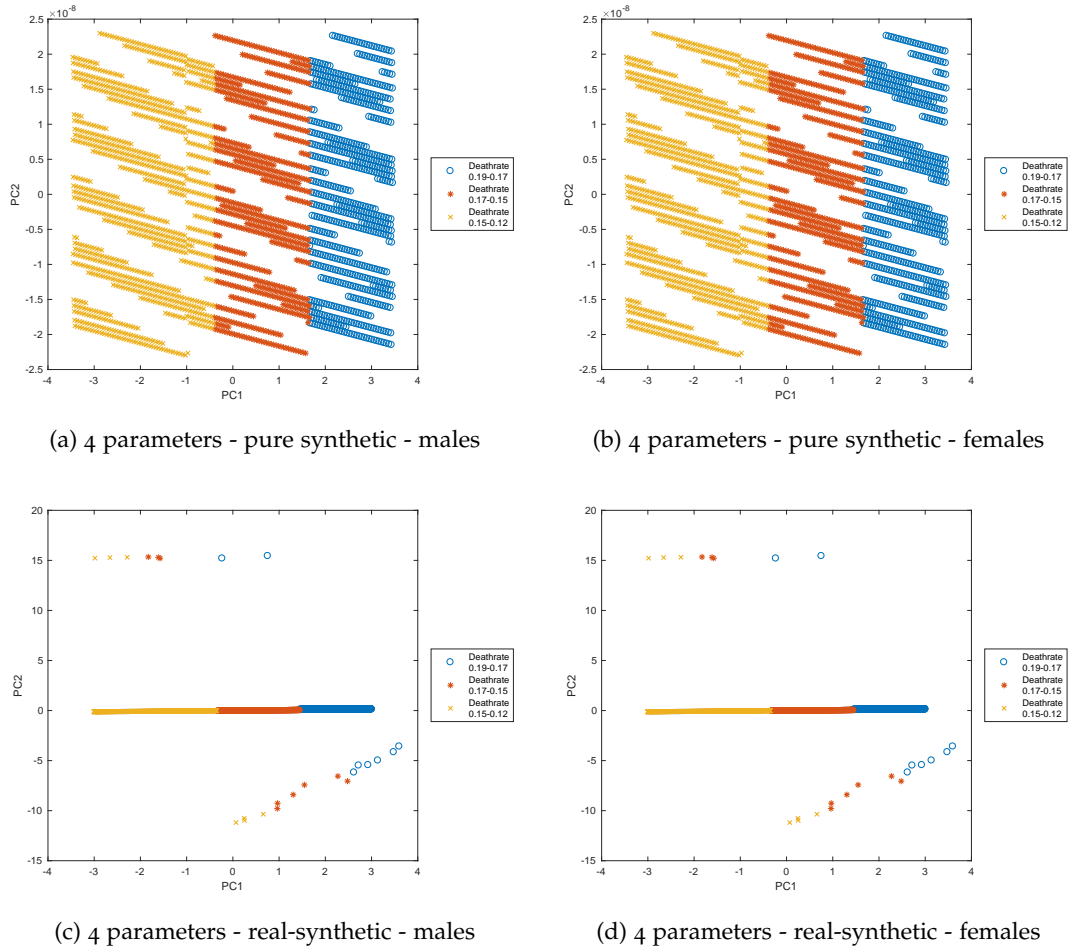 ×10⁻⁸
2.5
2
1.5
1
0.5
0
-0.5
-1
-1.5
-2
-2.5
PC2
-4 -3 -2 -1 0 1 2 3 4
PC1
Deathrate
0.19-0.17
Deathrate
0.17-0.15
Deathrate
0.15-0.12
(a) 4 parameters - pure synthetic - males
×10⁻⁸
2.5
2
1.5
1
0.5
0
-0.5
-1
-1.5
-2
-2.5
PC2
-4 -3 -2 -1 0 1 2 3 4
PC1
Deathrate
0.19-0.17
Deathrate
0.17-0.15
Deathrate
0.15-0.12
(b) 4 parameters - pure synthetic - females
20
15
10
5
0
-5
-10
-15
PC2
-4 -3 -2 -1 0 1 2 3 4
PC1
Deathrate
0.19-0.17
Deathrate
0.17-0.15
Deathrate
0.15-0.12
(c) 4 parameters - real-synthetic - males
20
15
10
5
0
-5
-10
-15
PC2
-4 -3 -2 -1 0 1 2 3 4
PC1
Deathrate
0.19-0.17
Deathrate
0.17-0.15
Deathrate
0.15-0.12
(d) 4 parameters - real-synthetic - females